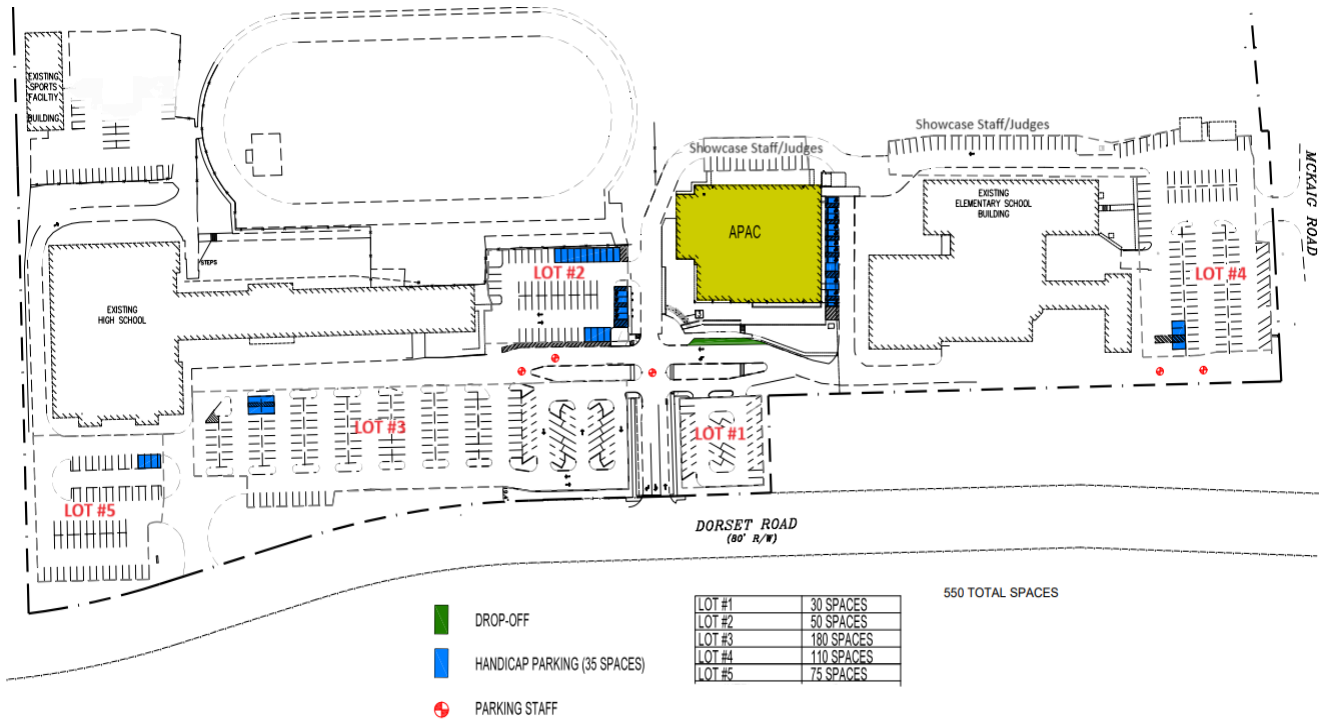 EXISTING
SPORTS
FACILTIY
BUILDING
Showcase Staff/Judges
Showcase Staff/Judges
MCKAIG ROAD
EXISTING
ELEMENTARY SCHOOL
BUILDING
APAC
STEPS
LOT #2
LOT #4
EXISTING
HIGH SCHOOL
LOT #3
LOT #1
LOT #5
DORSET ROAD
(80' R/W)
550 TOTAL SPACES
DROP-OFF
HANDICAP PARKING (35 SPACES)
PARKING STAFF
LOT #1 30 SPACES
LOT #2 50 SPACES
LOT #3 180 SPACES
LOT #4 110 SPACES
LOT #5 75 SPACES